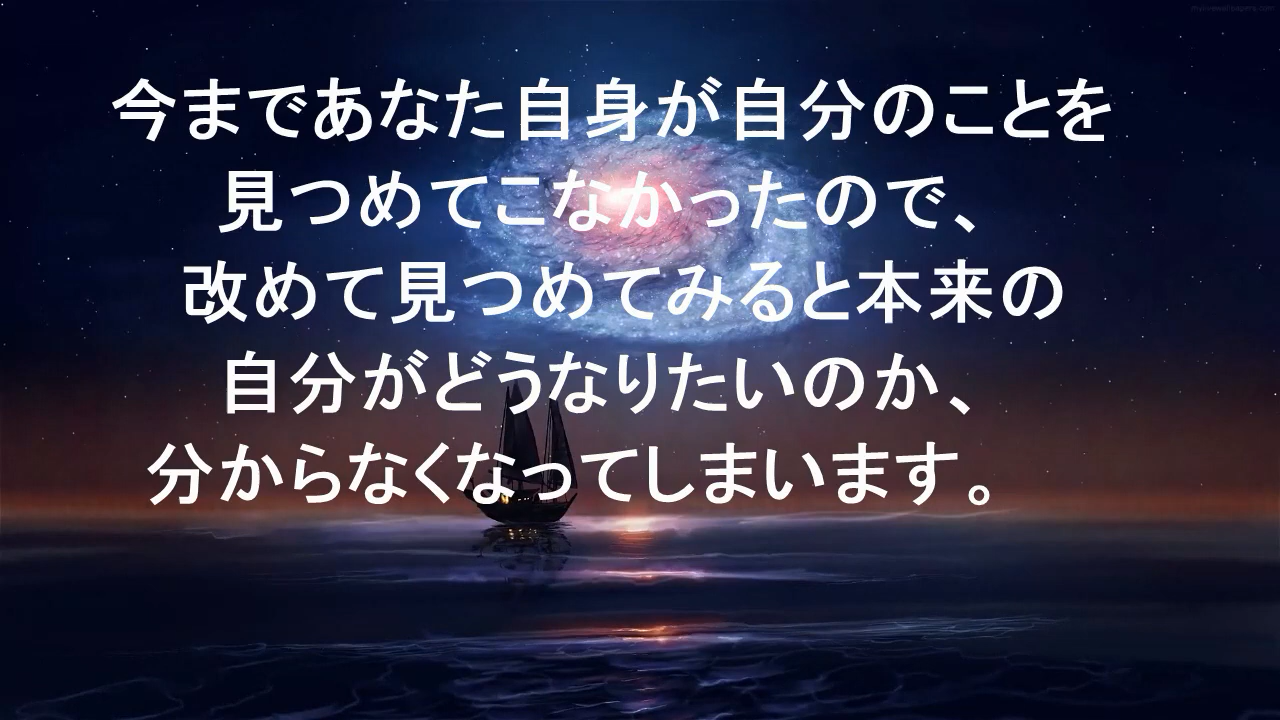 今まであなた自身が自分のことを
見つめてこなかったので、
改めて見つめてみると本来の
自分がどうなりたいのか、
分からなくなってしまいます。